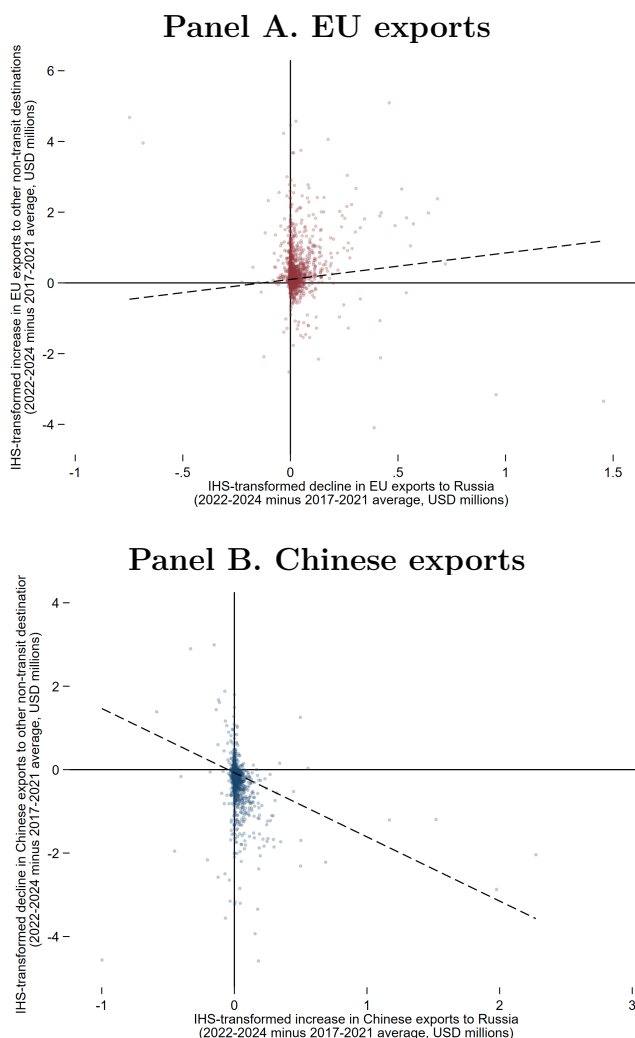 Panel A. EU exports
IHS-transformed increase in EU exports to other non-transit destinations
(2022-2024 minus 2017-2021 average, USD millions)
6
4
2
0
-2
-4
-1
-.5
0
.5
1
1.5
IHS-transformed decline in EU exports to Russia
(2022-2024 minus 2017-2021 average, USD millions)
Panel B. Chinese exports
IHS-transformed decline in Chinese exports to other non-transit destination
(2022-2024 minus 2017-2021 average, USD millions)
4
2
0
-2
-4
-1
0
1
2
3
IHS-transformed increase in Chinese exports to Russia
(2022-2024 minus 2017-2021 average, USD millions)